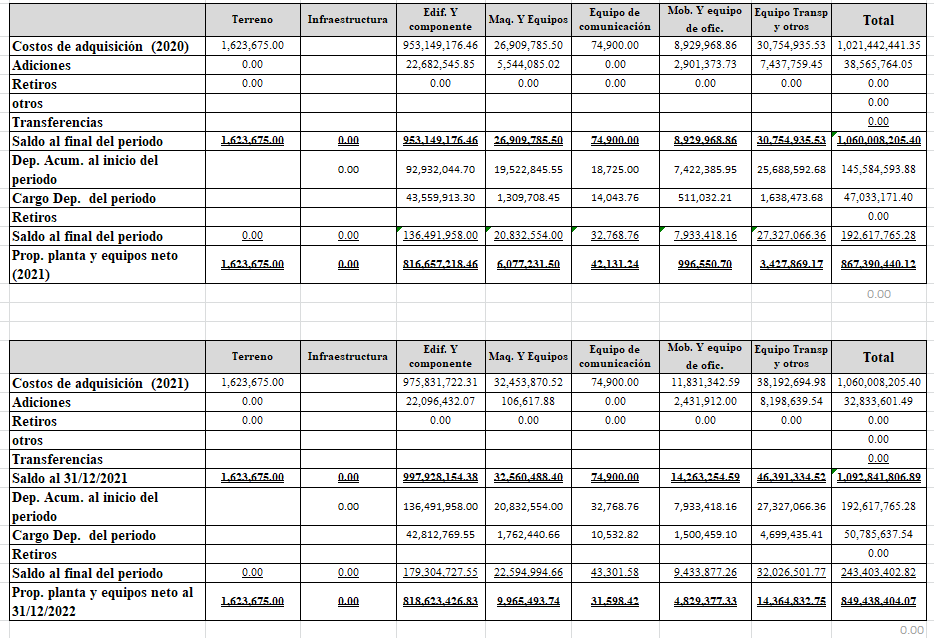 Terreno Infraestructura Edif. Y componente Maq. Y Equipos Equipo de comunicación Mob. Y equipo de ofic. Equipo Transp y otros Total
Costos de adquisición (2020) 1,623,675.00 953,149,176.46 26,909,785.50 74,900.00 8,929,968.86 30,754,935.53 1,021,442,441.35
Adiciones 0.00 22,682,545.85 5,544,085.02 0.00 2,901,373.73 7,437,759.45 38,565,764.05
Retiros 0.00 0.00 0.00 0.00 0.00 0.00 0.00
otros 0.00
Transferencias 0.00
Saldo al final del periodo 1,623,675.00 0.00 953,149,176.46 26,909,785.50 74,900.00 8,929,968.86 30,754,935.53 1,060,008,205.40
Dep. Acum. al inicio del periodo 0.00 92,932,044.70 19,522,845.55 18,725.00 7,422,385.95 25,688,592.68 145,584,593.88
Cargo Dep. del periodo 43,559,913.30 1,309,708.45 14,043.76 511,032.21 1,638,473.68 47,033,171.40
Retiros 0.00
Saldo al final del periodo 0.00 0.00 136,491,958.00 20,832,554.00 32,768.76 7,933,418.16 27,327,066.36 192,617,765.28
Prop. planta y equipos neto (2021) 1,623,675.00 0.00 816,657,218.46 6,077,231.50 42,131.24 996,550.70 3,427,869.17 867,390,440.12
0.00
Terreno Infraestructura Edif. Y componente Maq. Y Equipos Equipo de comunicación Mob. Y equipo de ofic. Equipo Transp y otros Total
Costos de adquisición (2021) 1,623,675.00 975,831,722.31 32,453,870.52 74,900.00 11,831,342.59 38,192,694.98 1,060,008,205.40
Adiciones 0.00 22,096,432.07 106,617.88 0.00 2,431,912.00 8,198,639.54 32,833,601.49
Retiros 0.00 0.00 0.00 0.00 0.00 0.00 0.00
otros 0.00
Transferencias 0.00
Saldo al 31/12/2021 1,623,675.00 0.00 997,928,154.38 32,560,488.40 74,900.00 14,263,254.59 46,391,334.52 1,092,841,806.89
Dep. Acum. al inicio del periodo 0.00 136,491,958.00 20,832,554.00 32,768.76 7,933,418.16 27,327,066.36 192,617,765.28
Cargo Dep. del periodo 42,812,769.55 1,762,440.66 10,532.82 1,500,459.10 4,699,435.41 50,785,637.54
Retiros 0.00
Saldo al final del periodo 0.00 0.00 179,304,727.55 22,594,994.66 43,301.58 9,433,877.26 32,026,501.77 243,403,402.82
Prop. planta y equipos neto al 31/12/2022 1,623,675.00 0.00 818,623,426.83 9,965,493.74 31,598.42 4,829,377.33 14,364,832.75 849,438,404.07
0.00